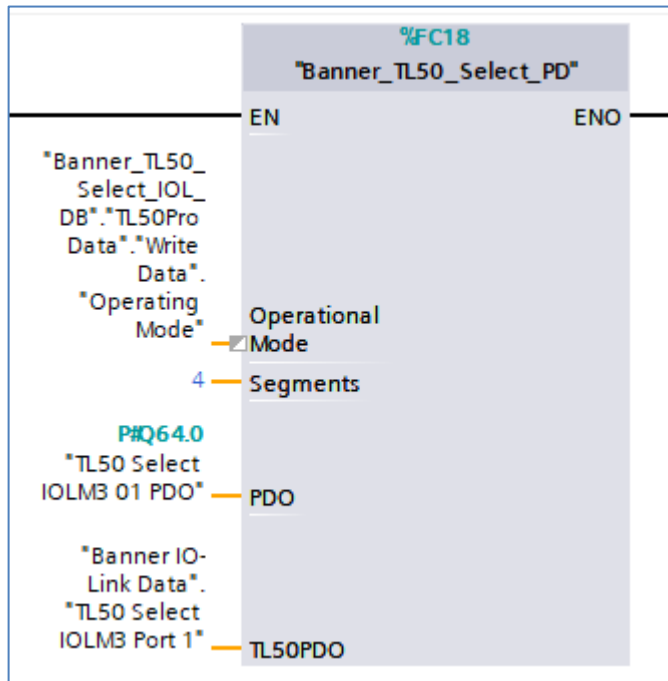 %FC18
"Banner_TL50_Select_PD"
EN
ENO
"Banner_TL50_
Select_IOL_
DB"."TL50Pro
Data"."Write
Data".
"Operating
Mode"
Operational
Mode
4
Segments
P#Q64.0
"TL50 Select
IOLM3 01 PDO"
PDO
"Banner IO-
Link Data".
"TL50 Select
IOLM3 Port 1"
TL50PDO